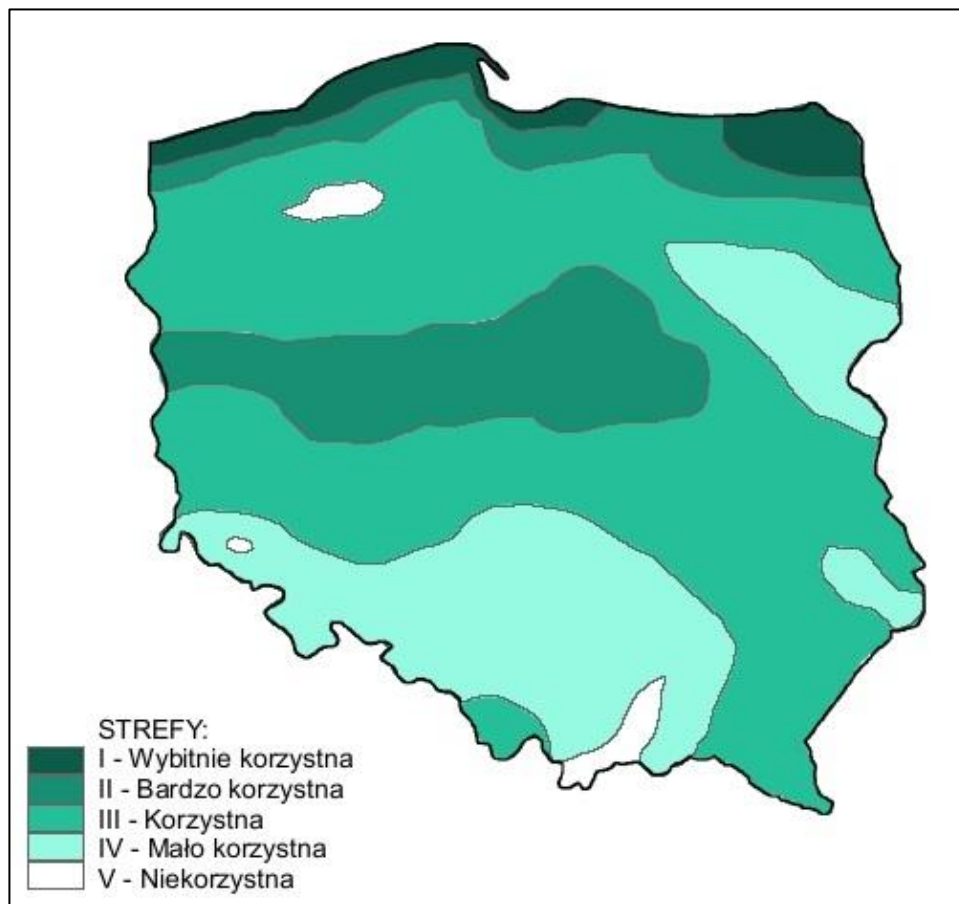 STREFY:
I - Wybitnie korzystna
II - Bardzo korzystna
III - Korzystna
IV - Mało korzystna
V - Niekorzystna